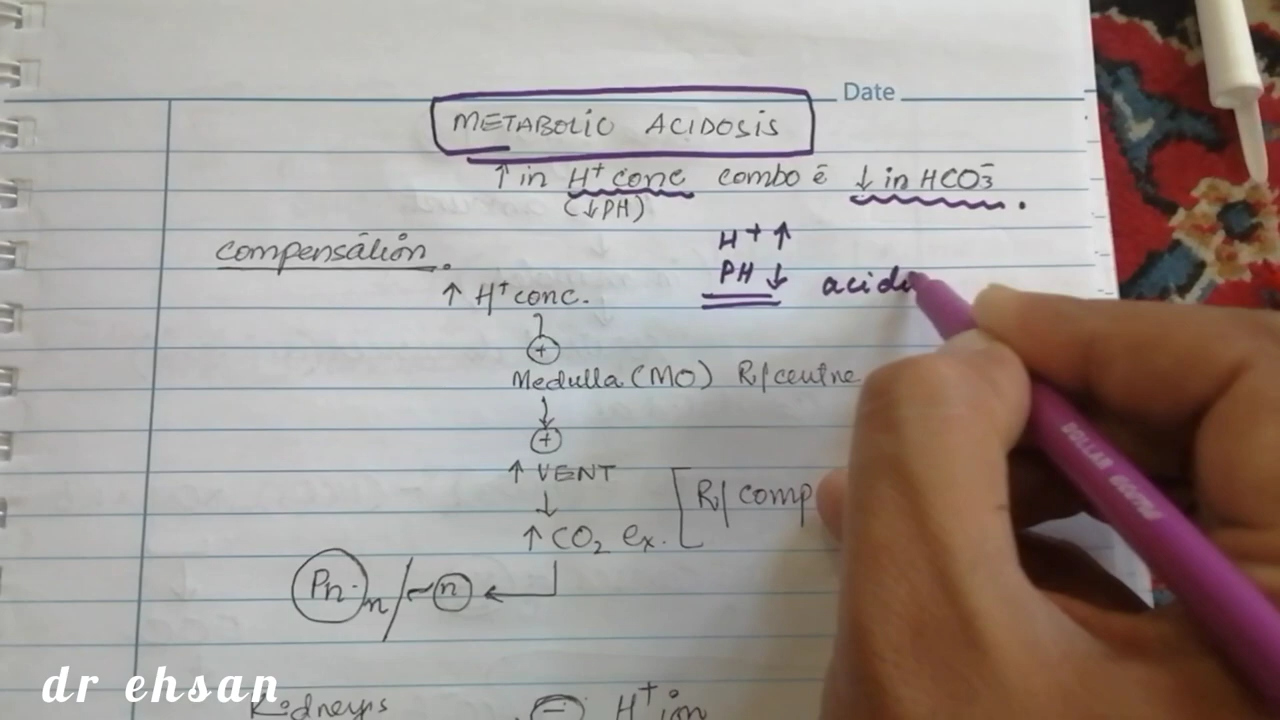 Date
METABOLIC ACIDOSIS
↑ in H⁺ conc combo c̄ ↓ in HCO₃⁻.
(↓PH)
compensation.
H⁺ ↑
PH ↓ acid
↑ H⁺ conc.
+
Medulla (MO) R/centre
+
↑ VENT
R/ comp
↑ CO₂ ex.
n
Kidneys
− H⁺ ion
DOLLAR
dr ehsan